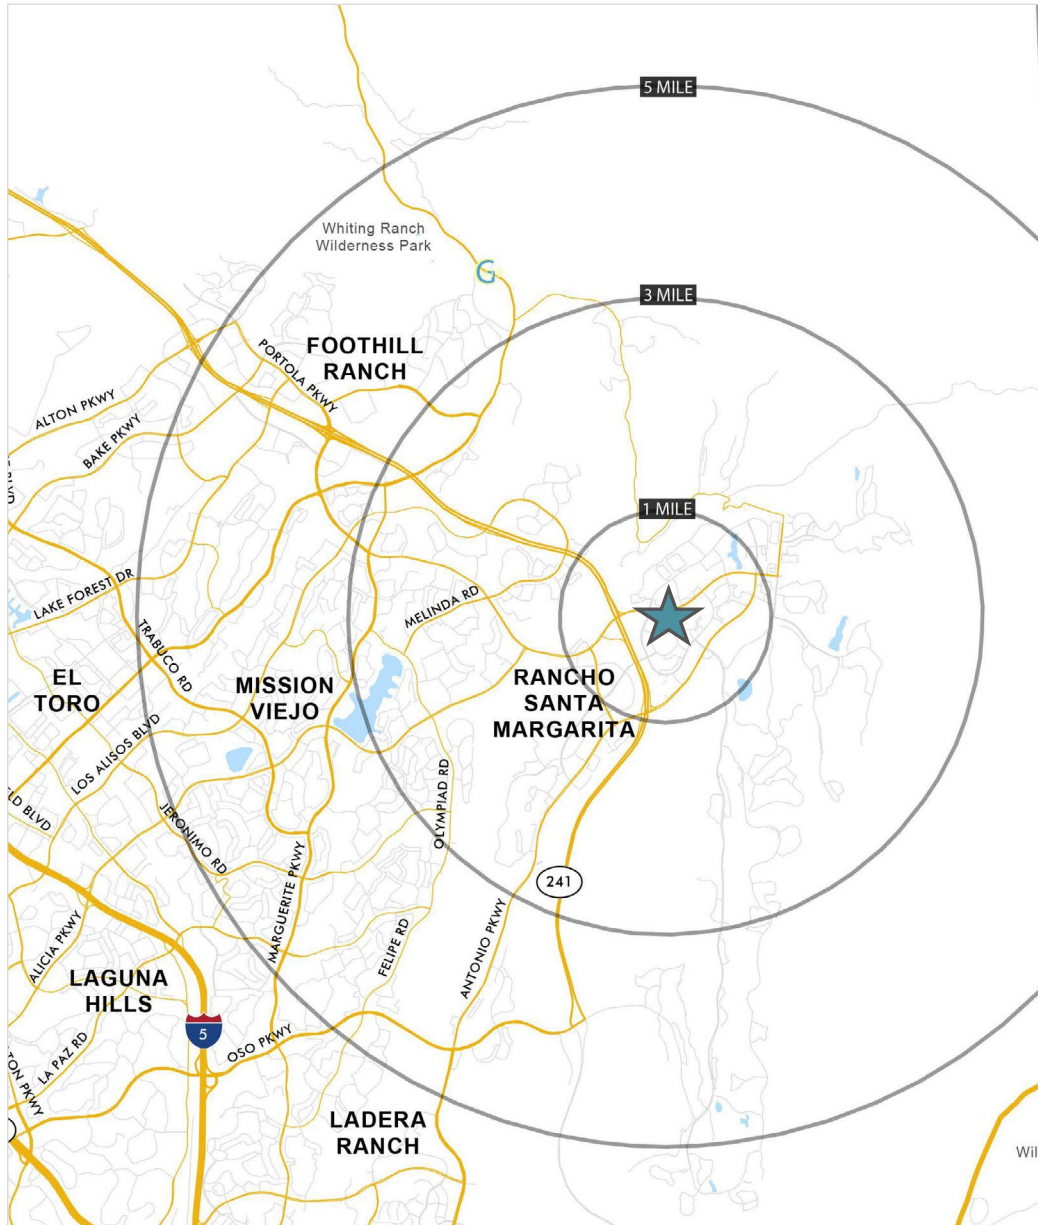 5 MILE
Whiting Ranch
Wilderness Park
G
3 MILE
FOOTHILL
RANCH
PORTOLA PKWY
ALTON PKWY
BAKE PKWY
1 MILE
LAKE FOREST DR
MELINDA RD
TRABUCO RD
EL
TORO
MISSION
VIEJO
RANCHO
SANTA
MARGARITA
LOS ALISOS BLVD
OLYMPIAD RD
JERONIMO RD
241
MARGUERITE PKWY
ANTONIO PKWY
FELIPE RD
ALICIA PKWY
LAGUNA
HILLS
5
OSO PKWY
LA PAZ RD
LADERA
RANCH
Wil